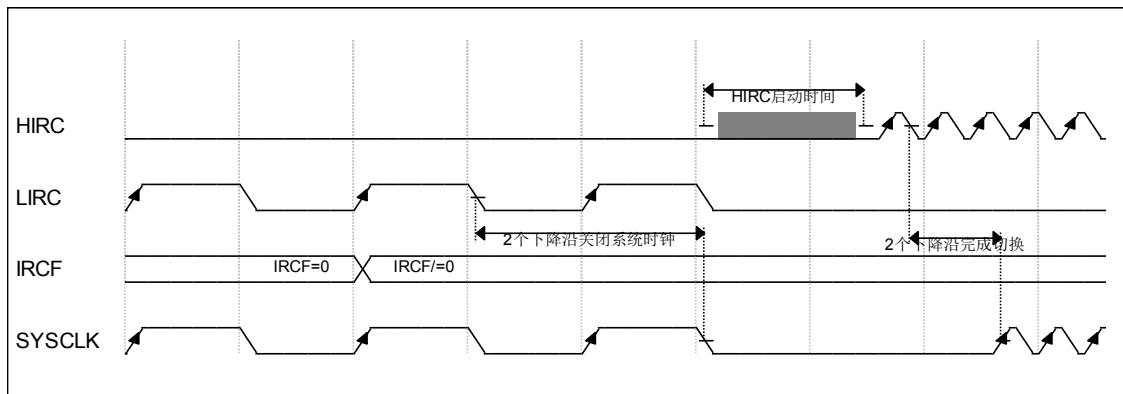 HIRC启动时间
HIRC
LIRC
2个下降沿关闭系统时钟
2个下降沿完成切换
IRCF
IRCF=0
IRCF/=0
SYSCLK